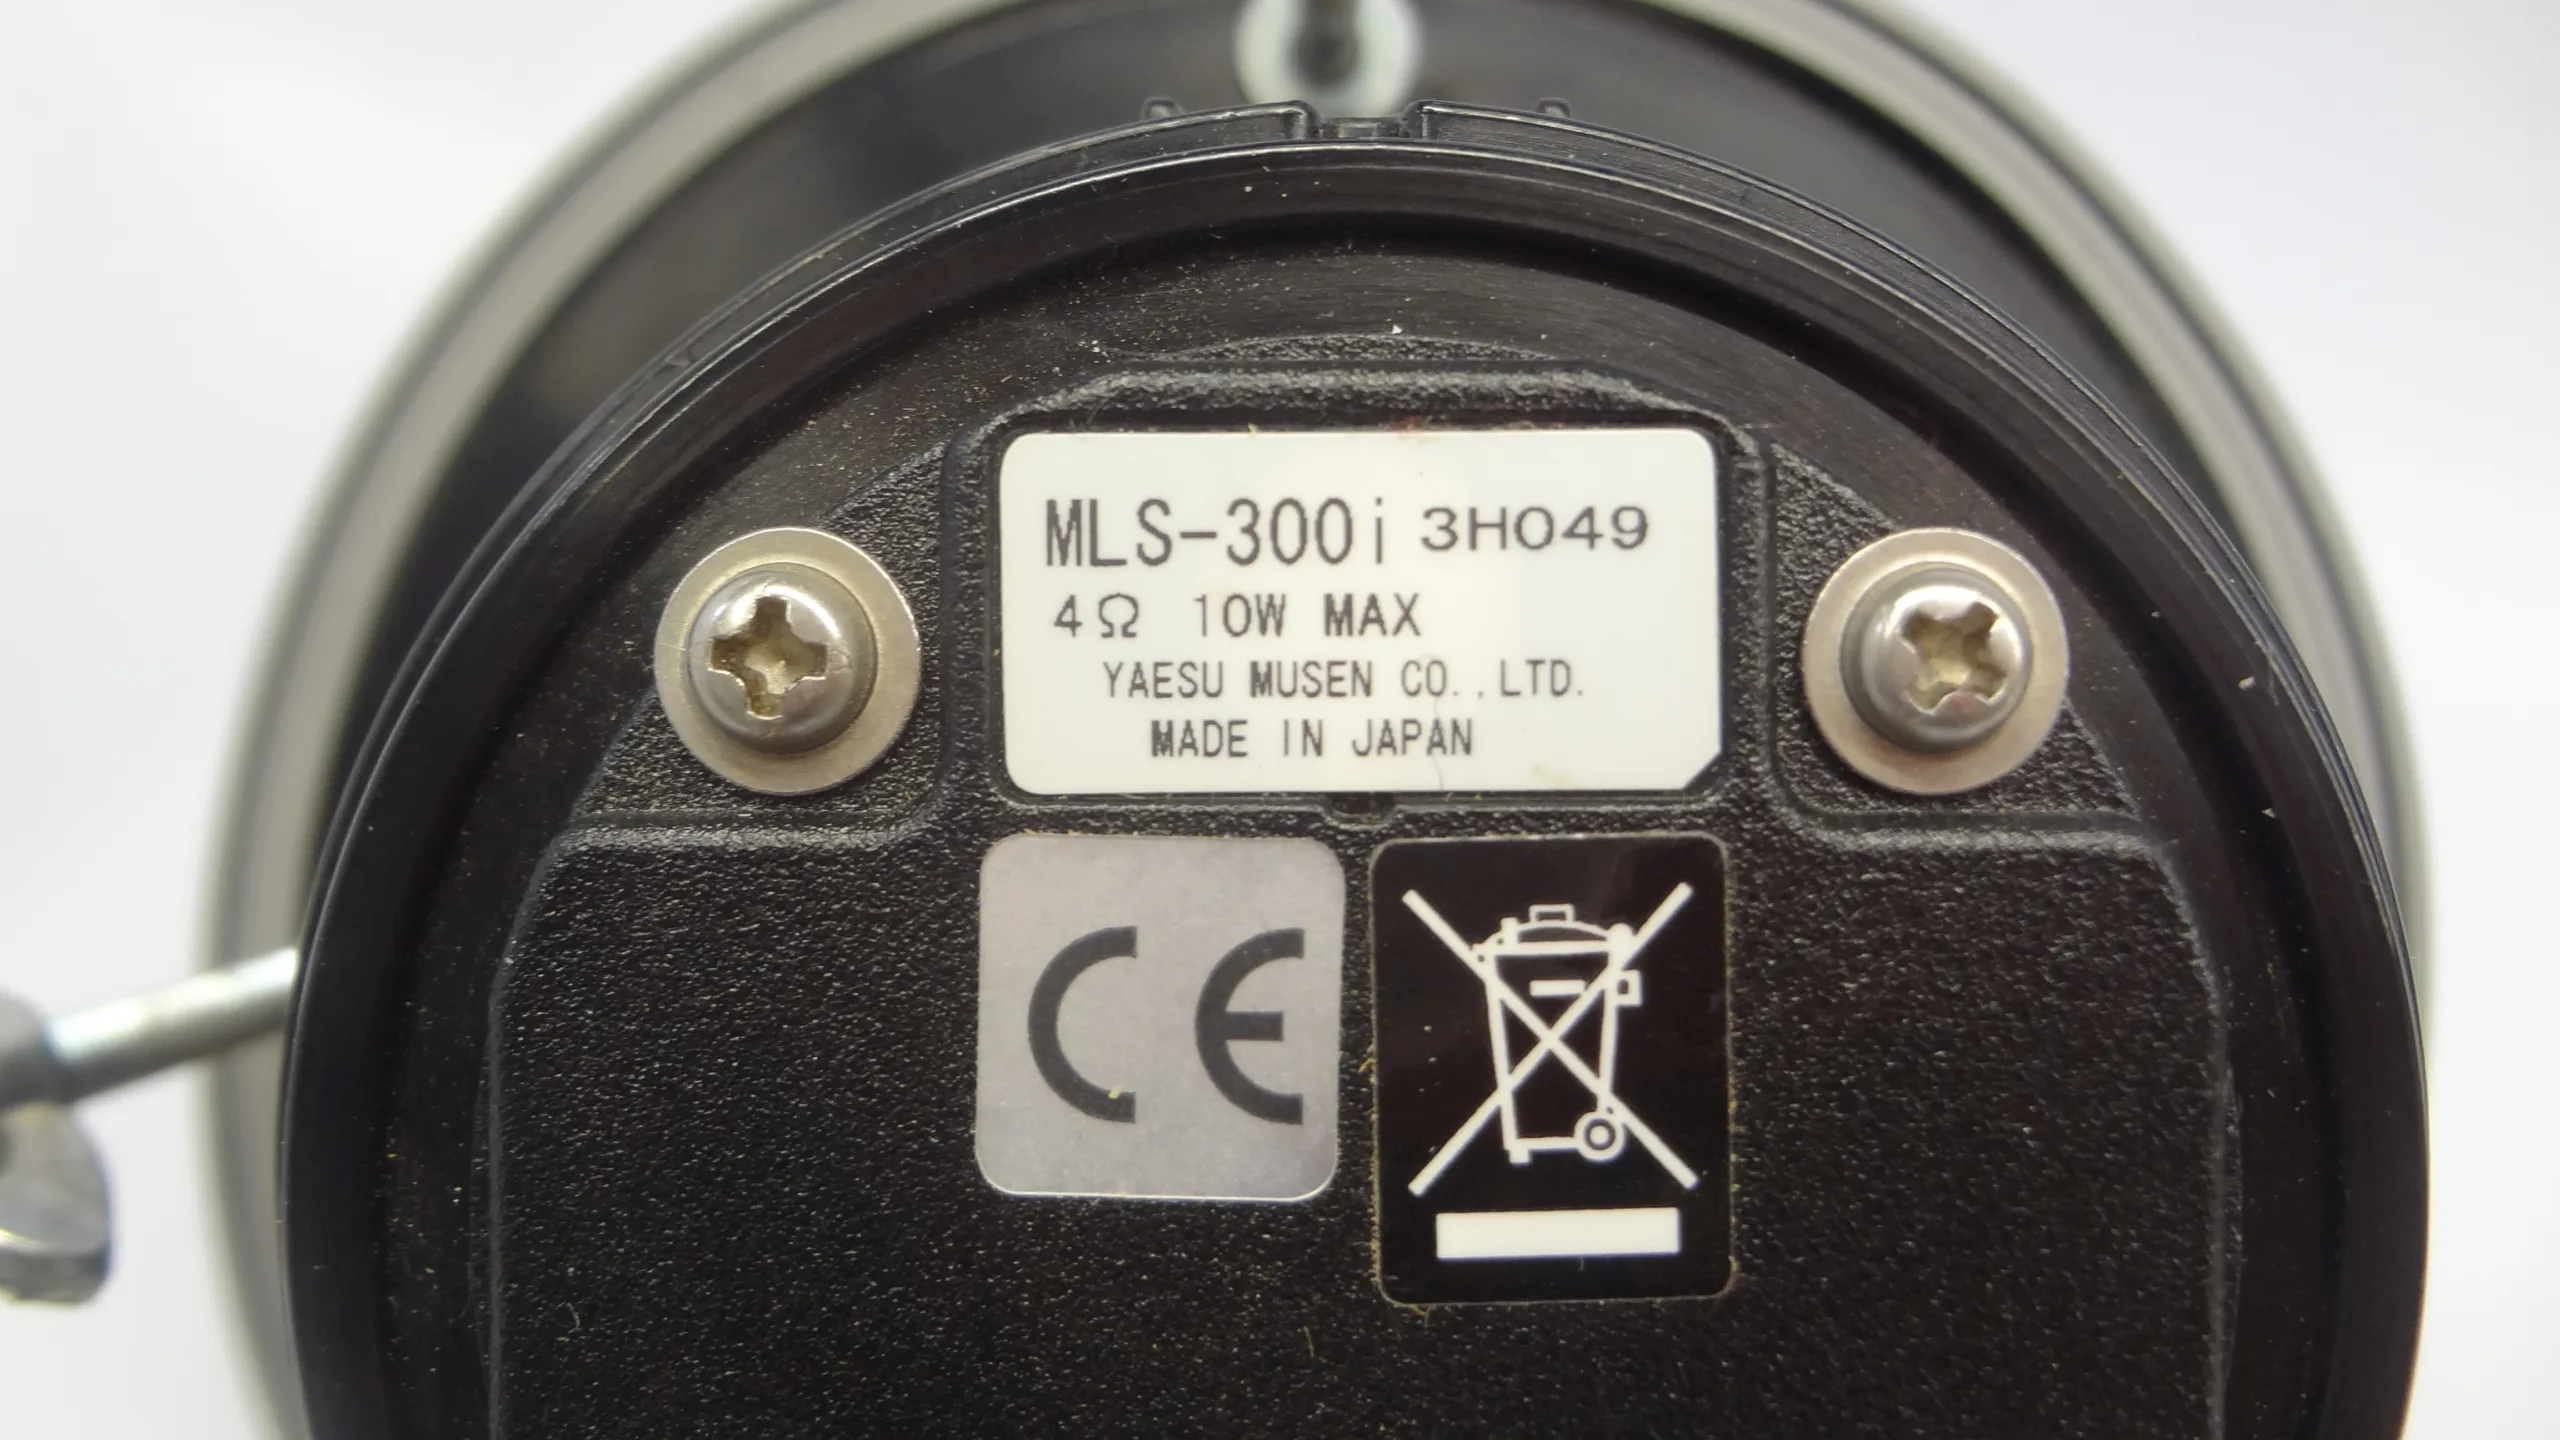 MLS-300i 3H049
4Ω 10W MAX
YAESU MUSEN CO.,LTD.
MADE IN JAPAN
CE